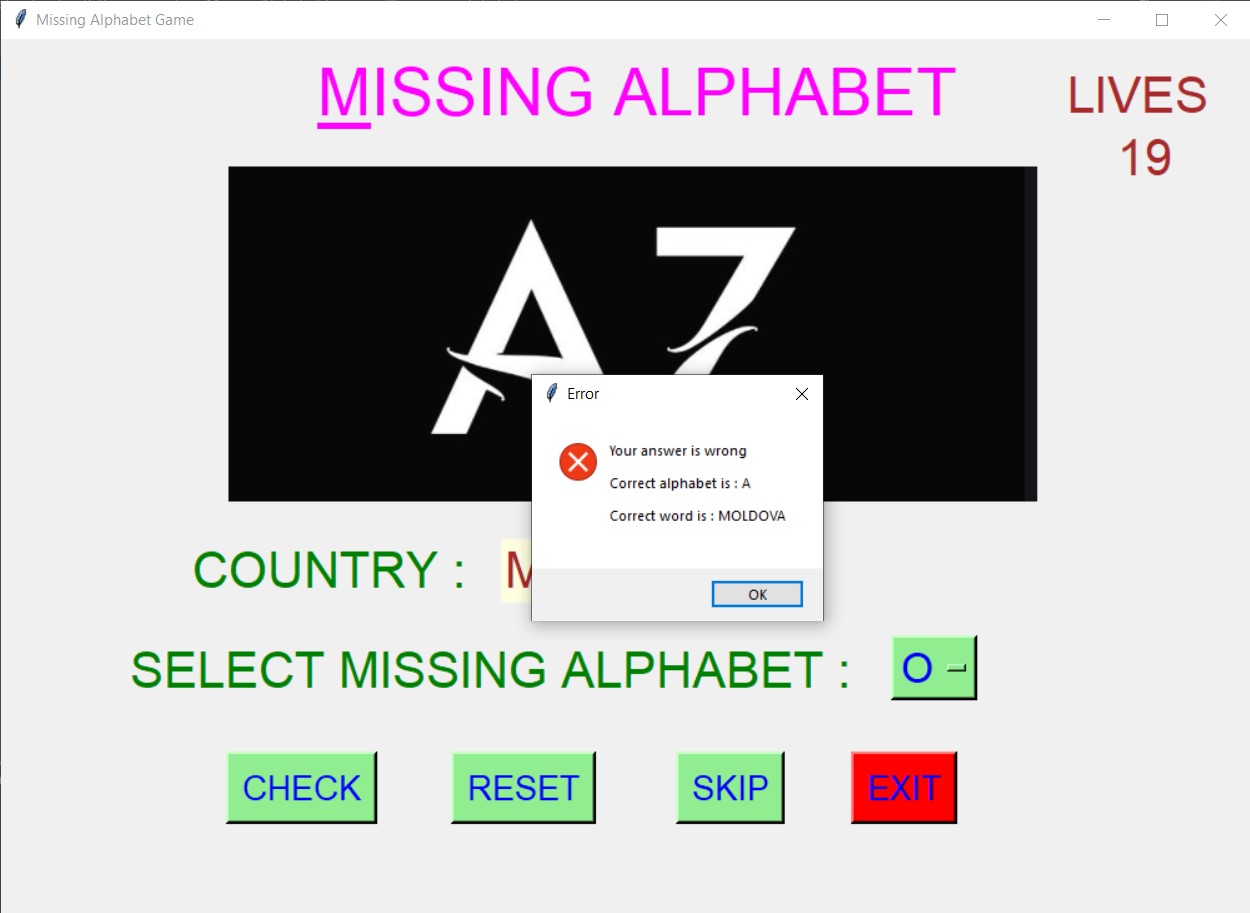 Missing Alphabet Game
MISSING ALPHABET
LIVES
19
A Z
Error
Your answer is wrong
Correct alphabet is : A
Correct word is : MOLDOVA
OK
COUNTRY :
SELECT MISSING ALPHABET : O
CHECK RESET SKIP EXIT